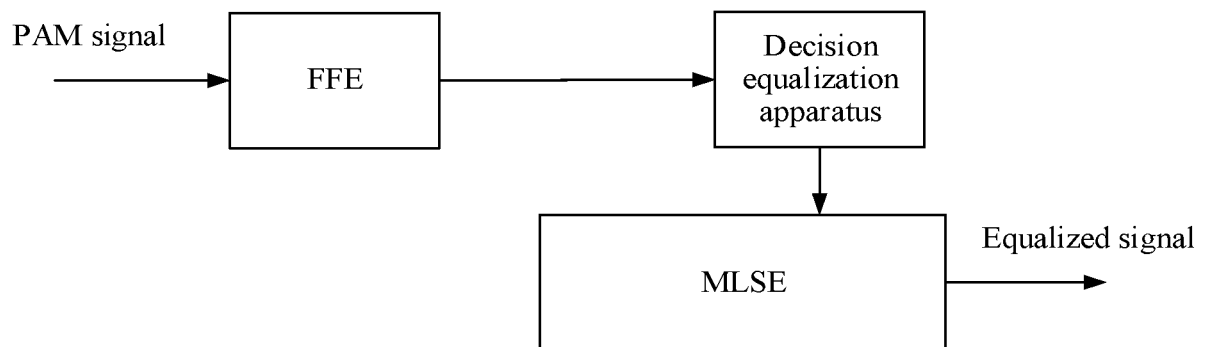 PAM signal
FFE
Decision
equalization
apparatus
MLSE
Equalized signal